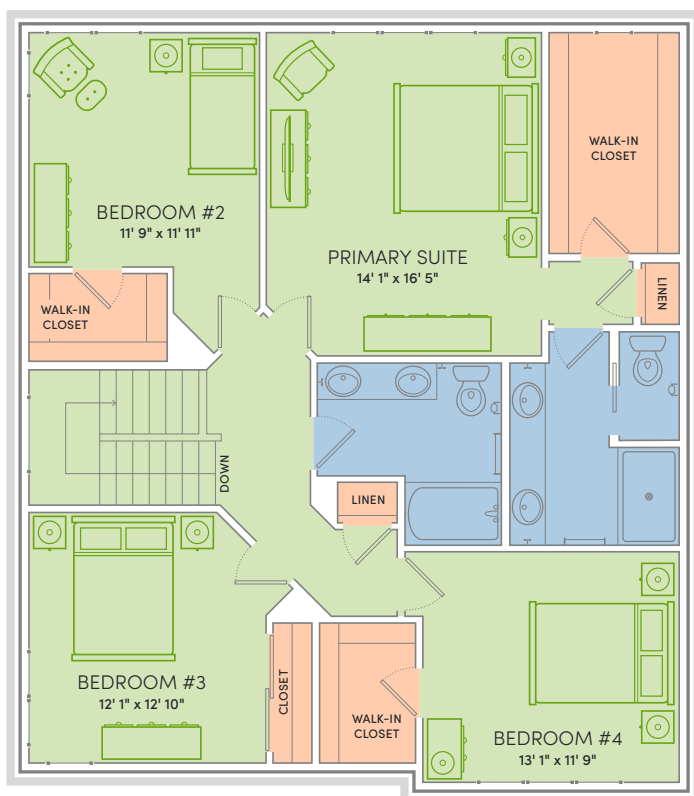 BEDROOM #2
11' 9" x 11' 11"
WALK-IN
CLOSET
PRIMARY SUITE
14' 1" x 16' 5"
WALK-IN
CLOSET
LINEN
DOWN
LINEN
BEDROOM #3
12' 1" x 12' 10"
CLOSET
WALK-IN
CLOSET
BEDROOM #4
13' 1" x 11' 9"